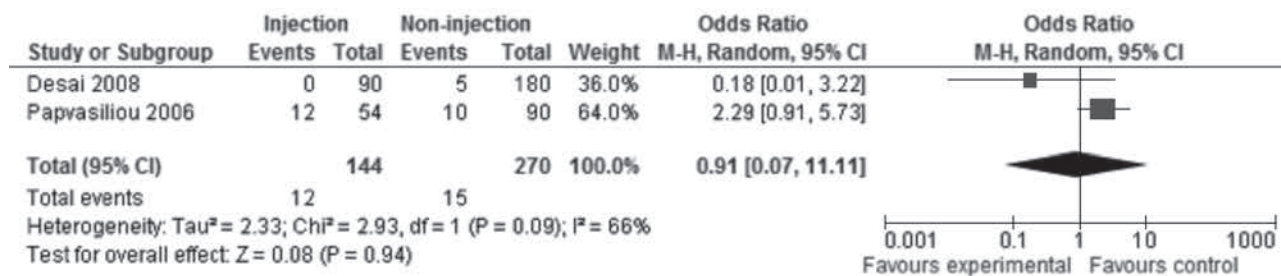 Injection Non-injection Odds Ratio Odds Ratio
Study or Subgroup Events Total Events Total Weight M-H, Random, 95% CI M-H, Random, 95% CI
Desai 2008 0 90 5 180 36.0% 0.18 [0.01, 3.22]
Papvasiliou 2006 12 54 10 90 64.0% 2.29 [0.91, 5.73]
Total (95% CI) 144 270 100.0% 0.91 [0.07, 11.11]
Total events 12 15
Heterogeneity: Tau² = 2.33; Chi² = 2.93, df = 1 (P = 0.09); I² = 66%
Test for overall effect: Z = 0.08 (P = 0.94)
0.001 0.1 1 10 1000
Favours experimental Favours control